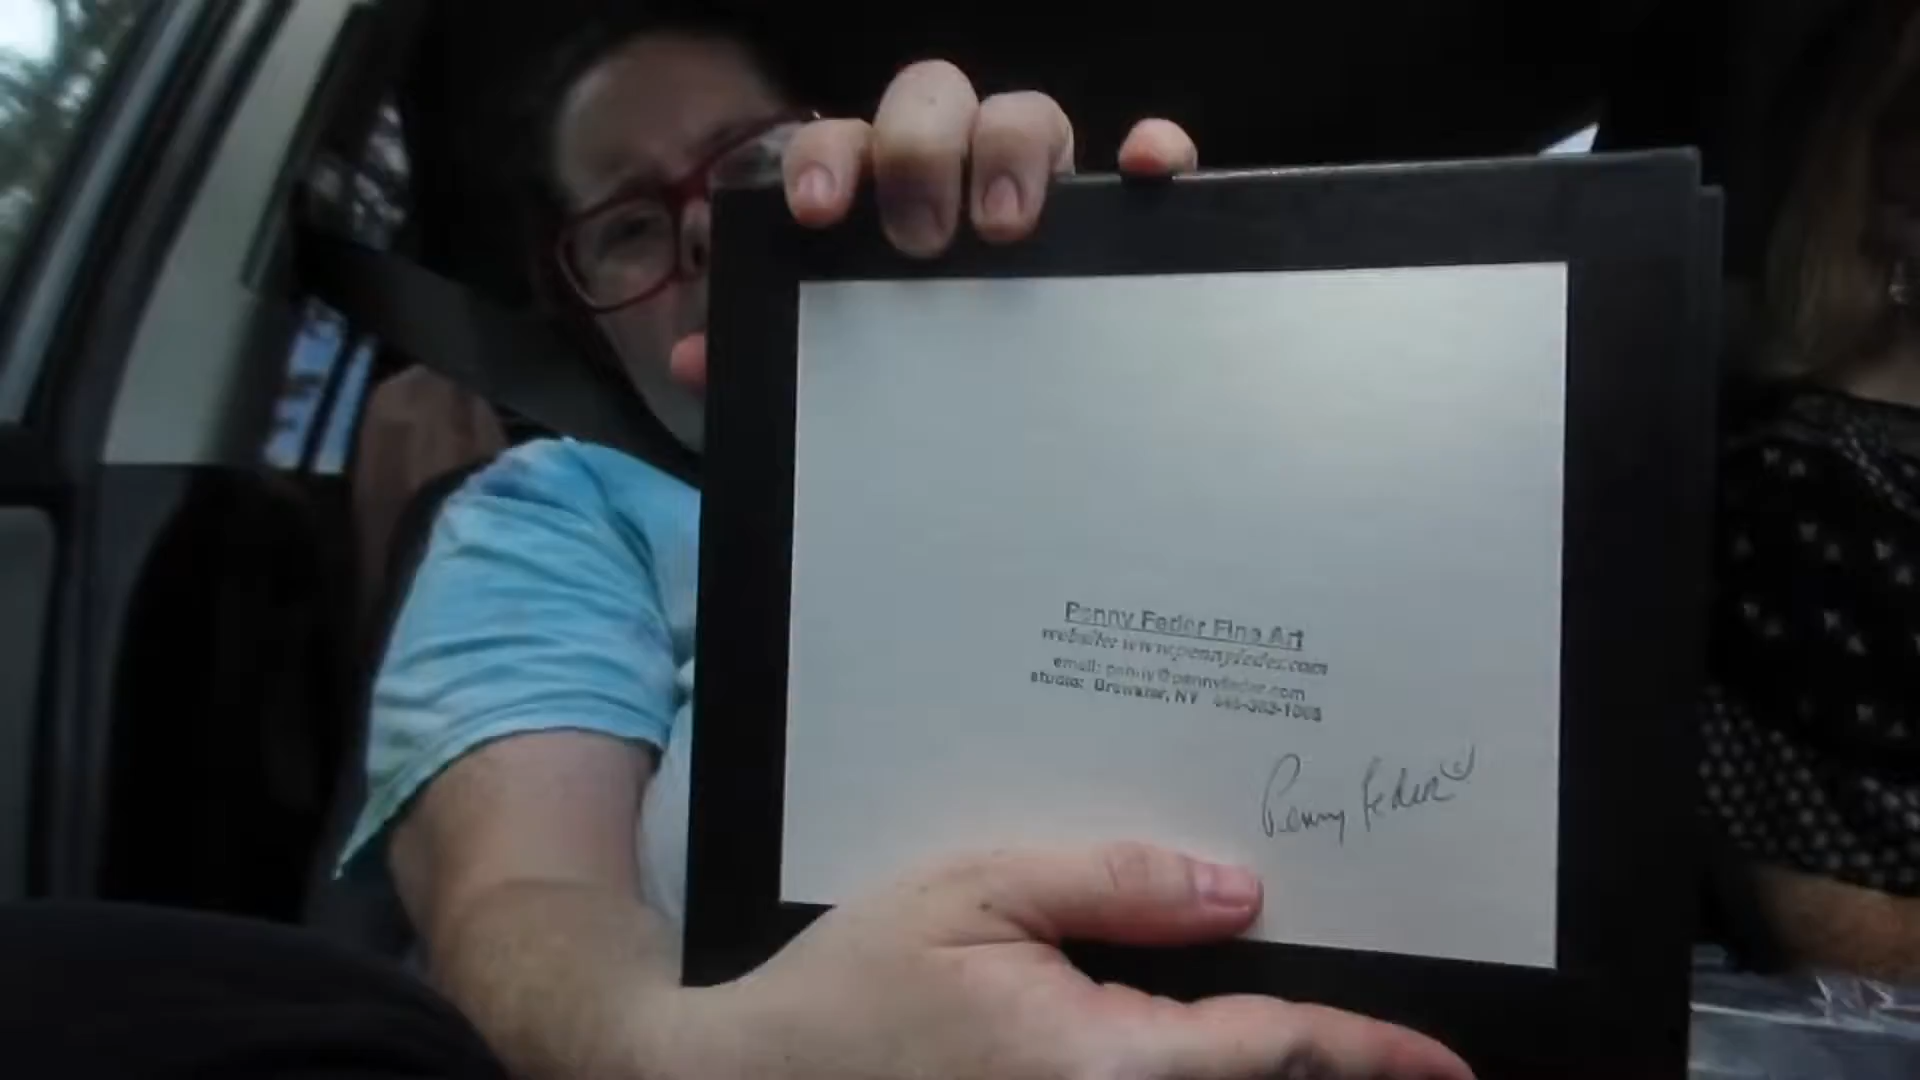 Penny Feder Fine Art
website: www.pennyfeder.com
email: penny@pennyfeder.com
studio: Brewster, NY
Penny Feder